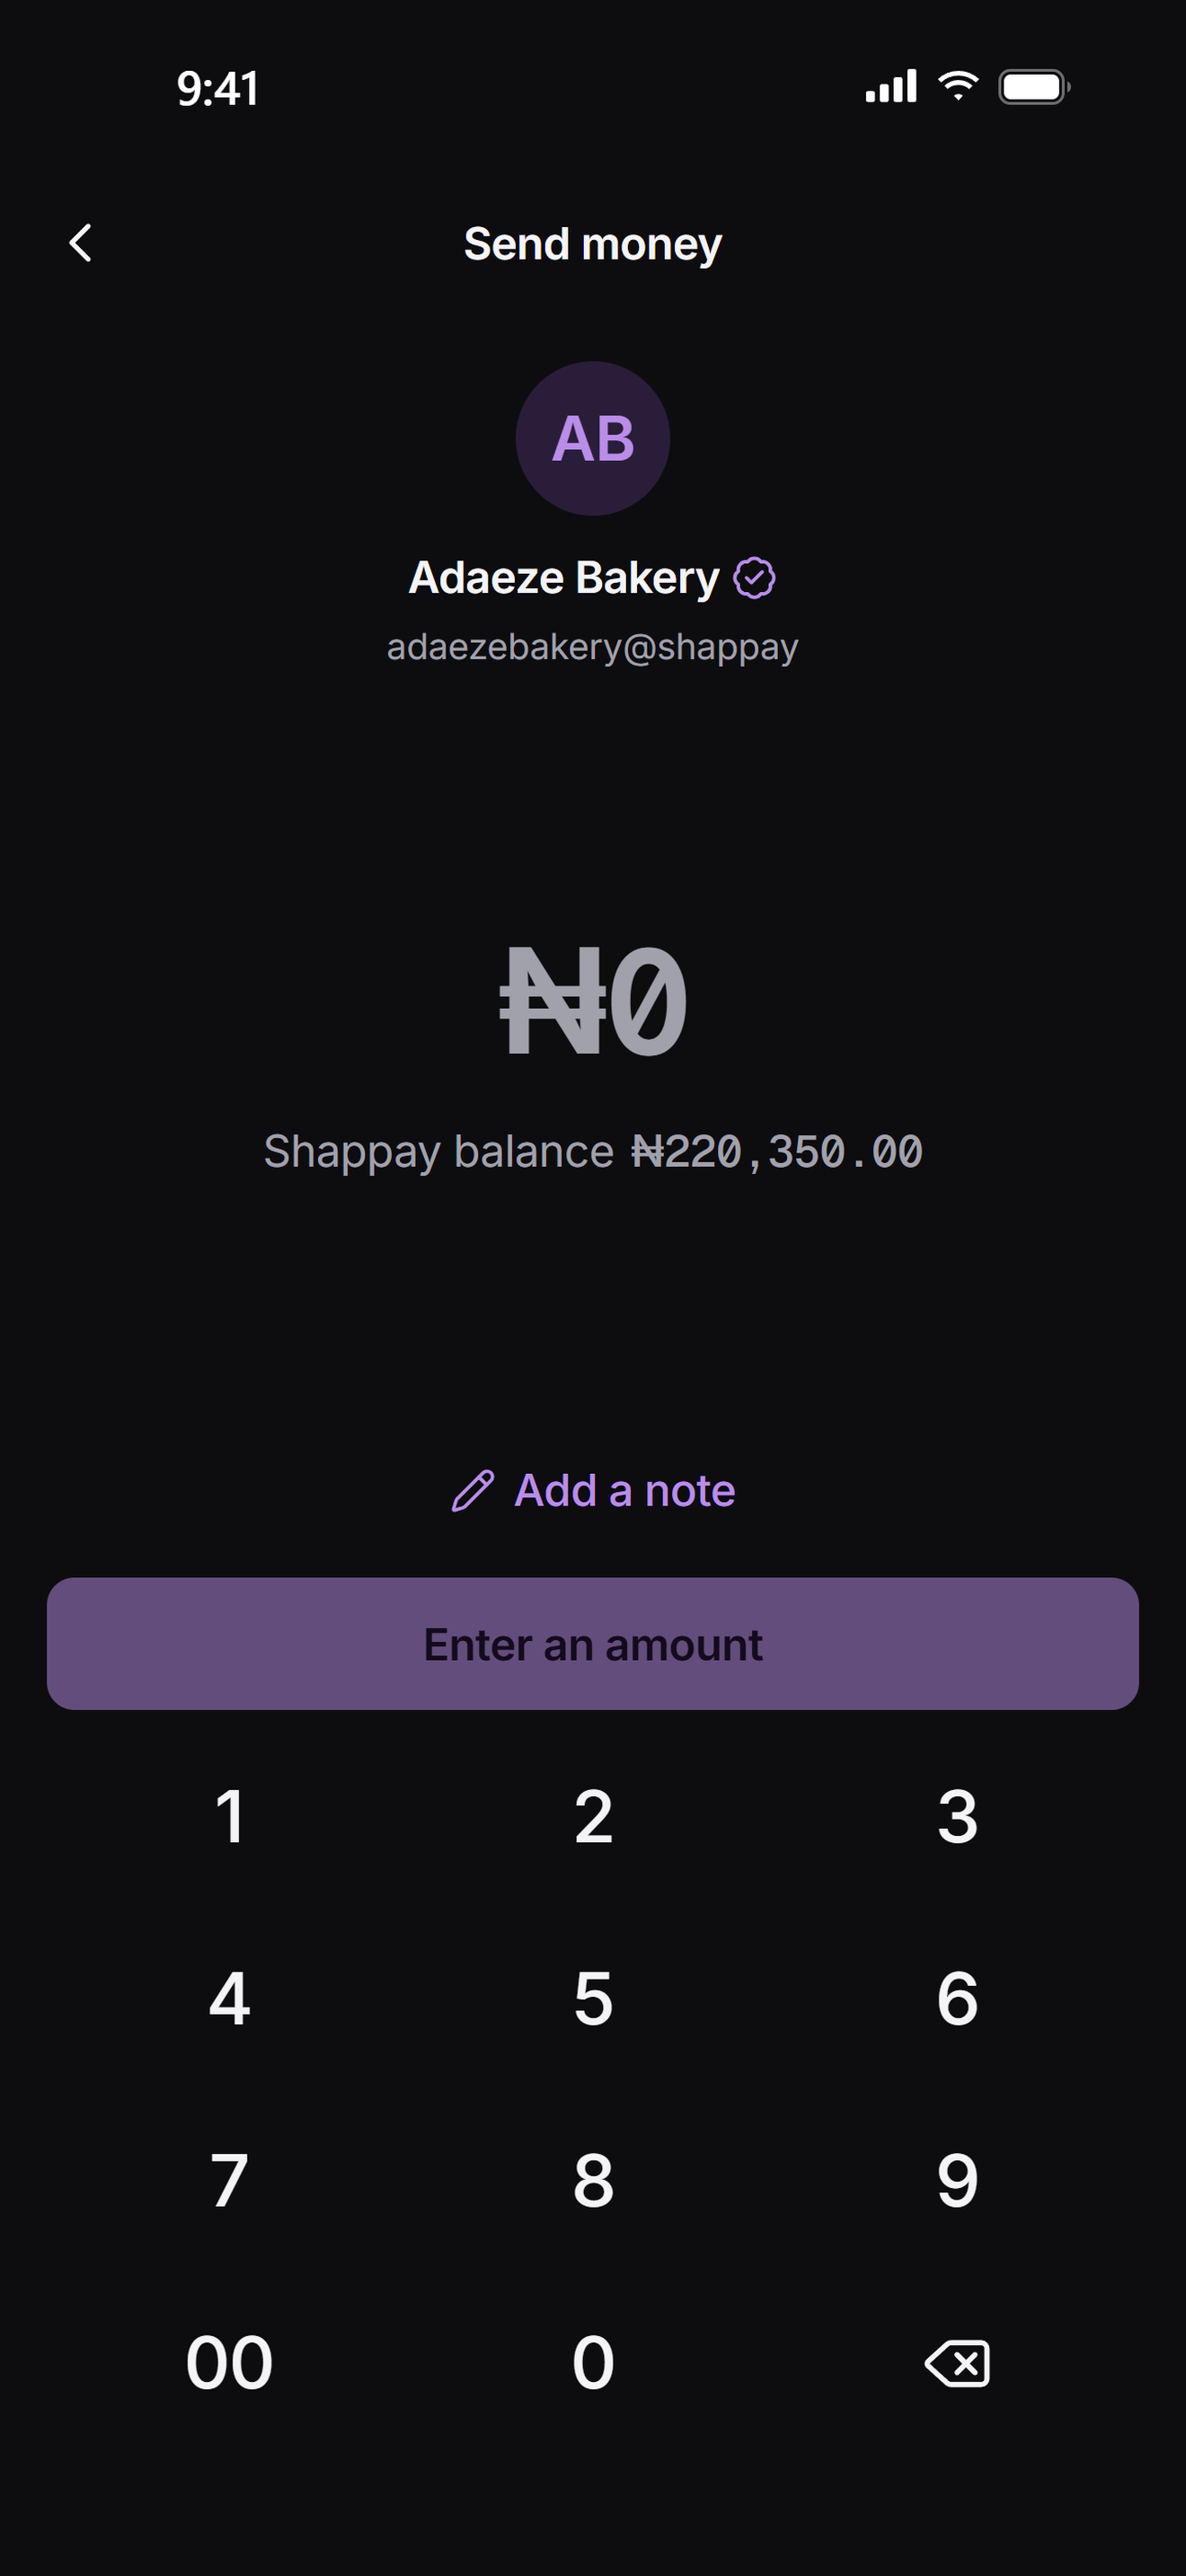 9:41
Send money
AB
Adaeze Bakery
adaezebakery@shappay
₦0
Shappay balance ₦220,350.00
Add a note
Enter an amount
1 2 3
4 5 6
7 8 9
00 0